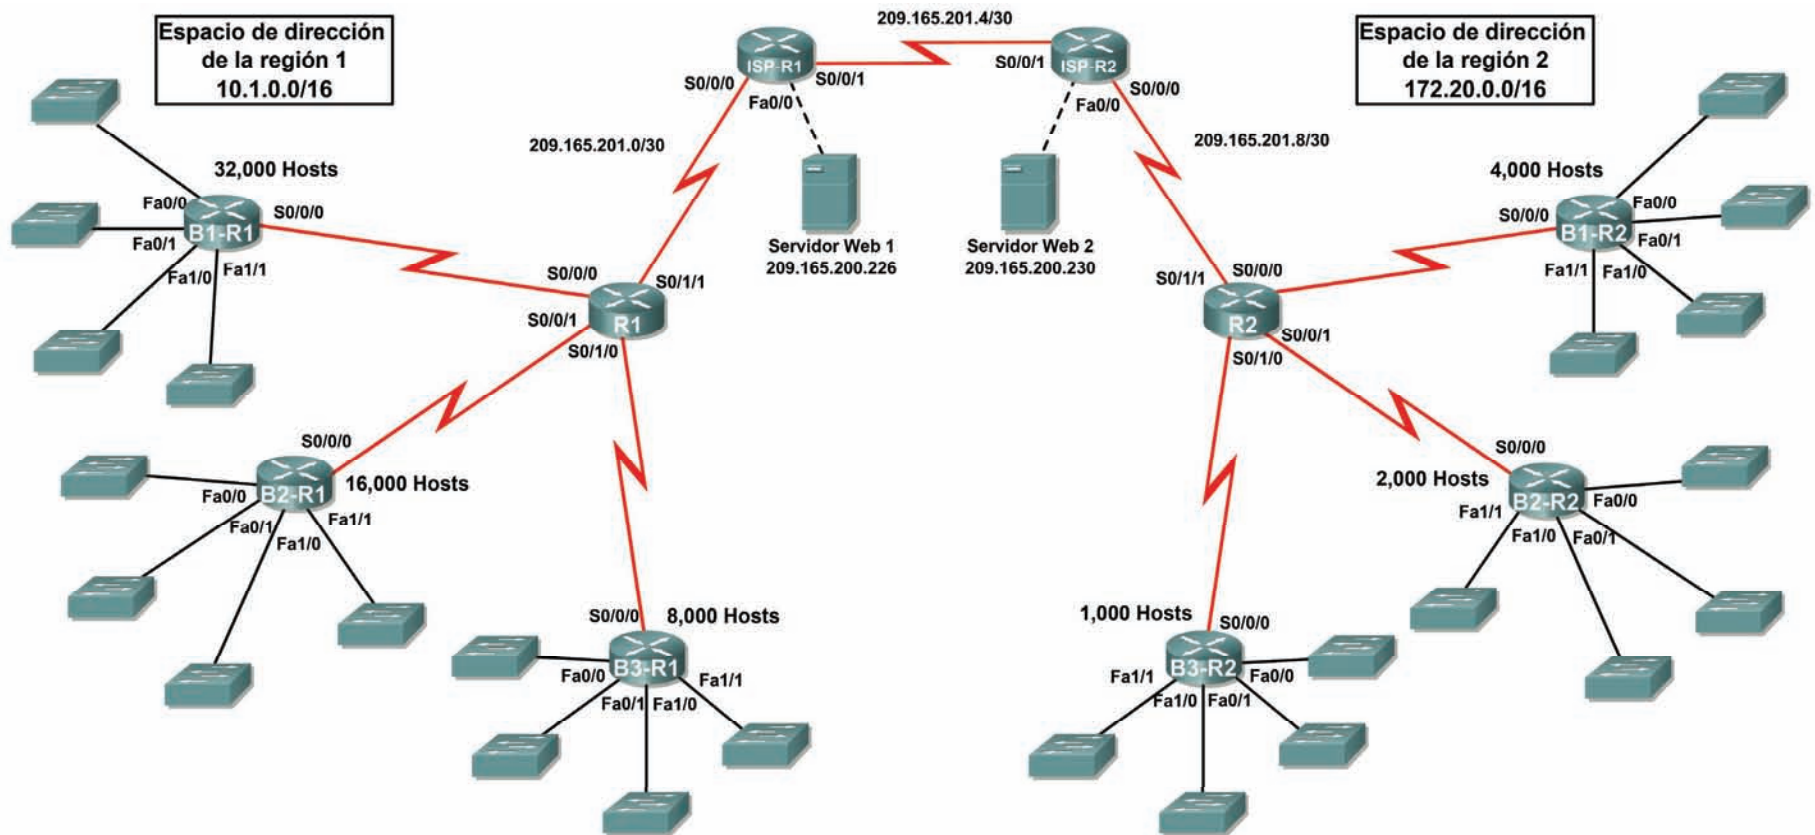 Espacio de dirección
de la región 1
10.1.0.0/16
209.165.201.4/30
Espacio de dirección
de la región 2
172.20.0.0/16
ISP-R1
S0/0/0
S0/0/1
Fa0/0
ISP-R2
S0/0/1
S0/0/0
Fa0/0
209.165.201.0/30
209.165.201.8/30
Servidor Web 1
209.165.200.226
Servidor Web 2
209.165.200.230
32,000 Hosts
Fa0/0
S0/0/0
B1-R1
Fa0/1
Fa1/0
Fa1/1
S0/0/0
S0/1/1
S0/0/1
R1
S0/1/0
S0/0/0
B2-R1
16,000 Hosts
Fa0/0
Fa0/1
Fa1/1
Fa1/0
S0/0/0
8,000 Hosts
B3-R1
Fa0/0
Fa1/1
Fa0/1
Fa1/0
4,000 Hosts
S0/0/0
Fa0/0
B1-R2
Fa0/1
Fa1/1
Fa1/0
S0/1/1
S0/0/0
R2
S0/0/1
S0/1/0
S0/0/0
2,000 Hosts
B2-R2
Fa0/0
Fa1/1
Fa1/0
Fa0/1
1,000 Hosts
S0/0/0
B3-R2
Fa1/1
Fa0/0
Fa1/0
Fa0/1